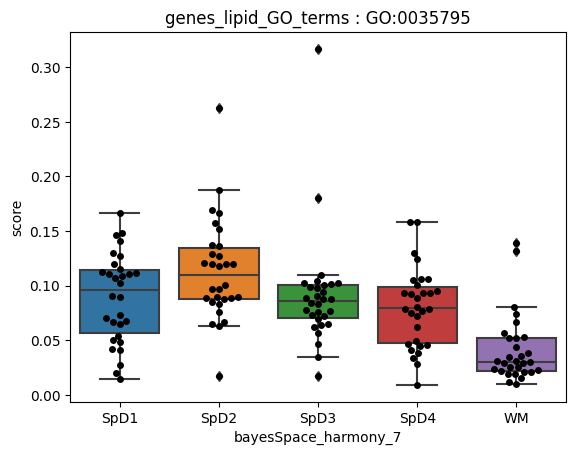 genes_lipid_GO_terms : GO:0035795
0.30
0.25
0.20
0.15
0.10
0.05
0.00
score
SpD1 SpD2 SpD3 SpD4 WM
bayesSpace_harmony_7